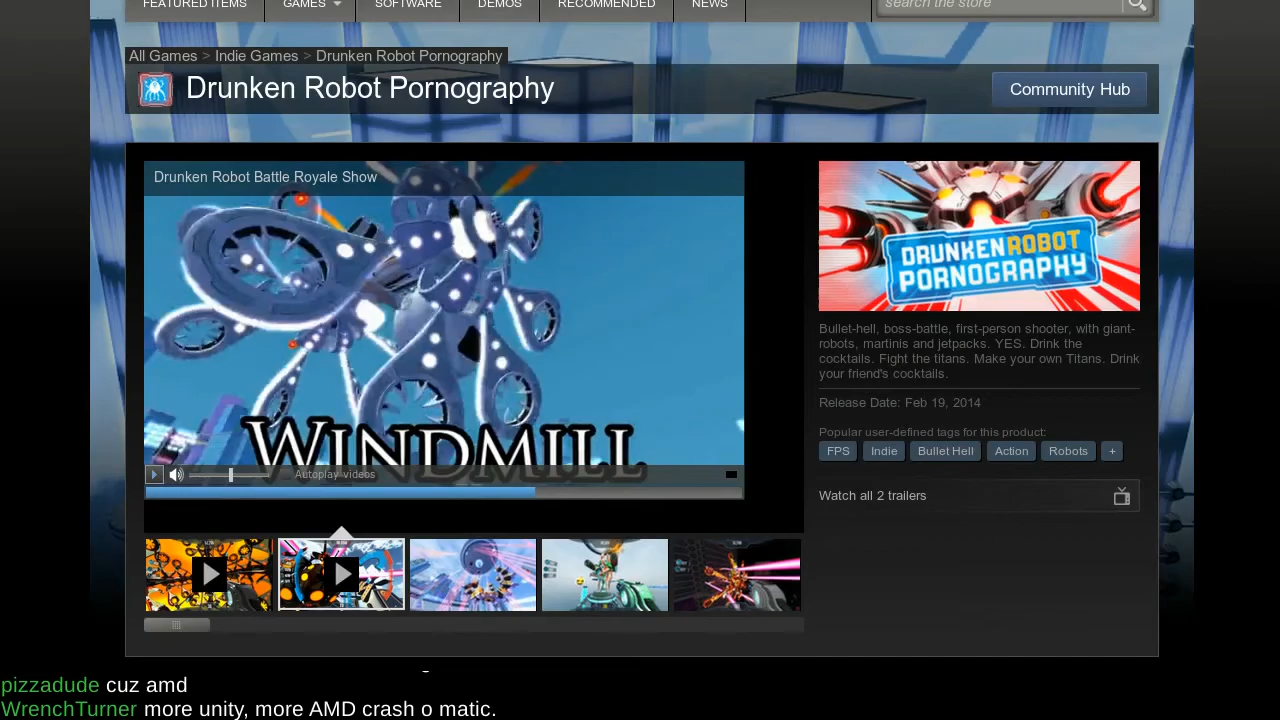 FEATURED ITEMS GAMES SOFTWARE DEMOS RECOMMENDED NEWS search the store
All Games > Indie Games > Drunken Robot Pornography
Drunken Robot Pornography
Community Hub
Drunken Robot Battle Royale Show
WINDMILL
Autoplay videos
DRUNKEN ROBOT
PORNOGRAPHY
Bullet-hell, boss-battle, first-person shooter, with giant-
robots, martinis and jetpacks. YES. Drink the
cocktails. Fight the titans. Make your own Titans. Drink
your friend's cocktails.
Release Date: Feb 19, 2014
Popular user-defined tags for this product:
FPS Indie Bullet Hell Action Robots +
Watch all 2 trailers
pizzadude cuz amd
WrenchTurner more unity, more AMD crash o matic.